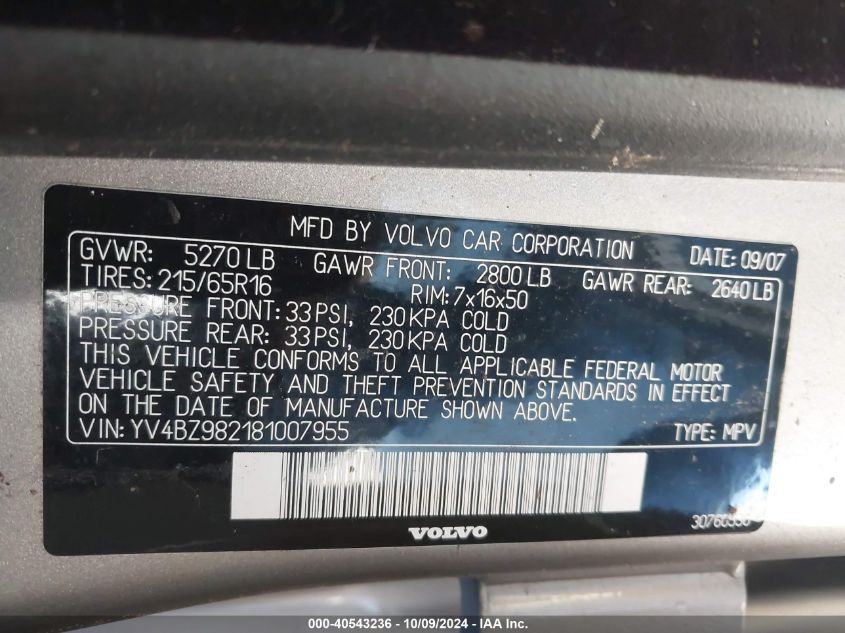 MFD BY VOLVO CAR CORPORATION DATE: 09/07
GVWR: 5270 LB GAWR FRONT: 2800 LB GAWR REAR: 2640 LB
TIRES: 215/65R16 RIM: 7x16x50
PRESSURE FRONT: 33 PSI, 230 KPA COLD
PRESSURE REAR: 33 PSI, 230 KPA COLD
THIS VEHICLE CONFORMS TO ALL APPLICABLE FEDERAL MOTOR
VEHICLE SAFETY AND THEFT PREVENTION STANDARDS IN EFFECT
ON THE DATE OF MANUFACTURE SHOWN ABOVE.
VIN: YV4BZ982181007955 TYPE: MPV
VOLVO
000-40543236 - 10/09/2024 - IAA Inc.